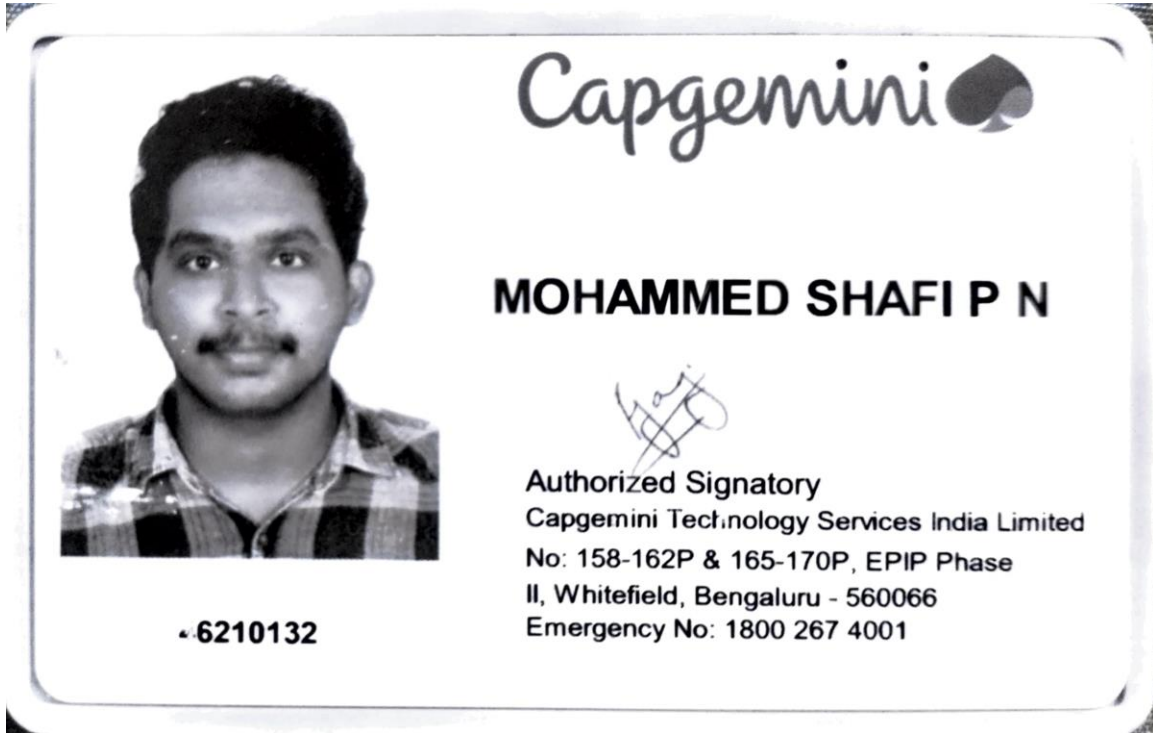 Capgemini
MOHAMMED SHAFI P N
Authorized Signatory
Capgemini Technology Services India Limited
No: 158-162P & 165-170P, EPIP Phase
II, Whitefield, Bengaluru - 560066
Emergency No: 1800 267 4001
6210132